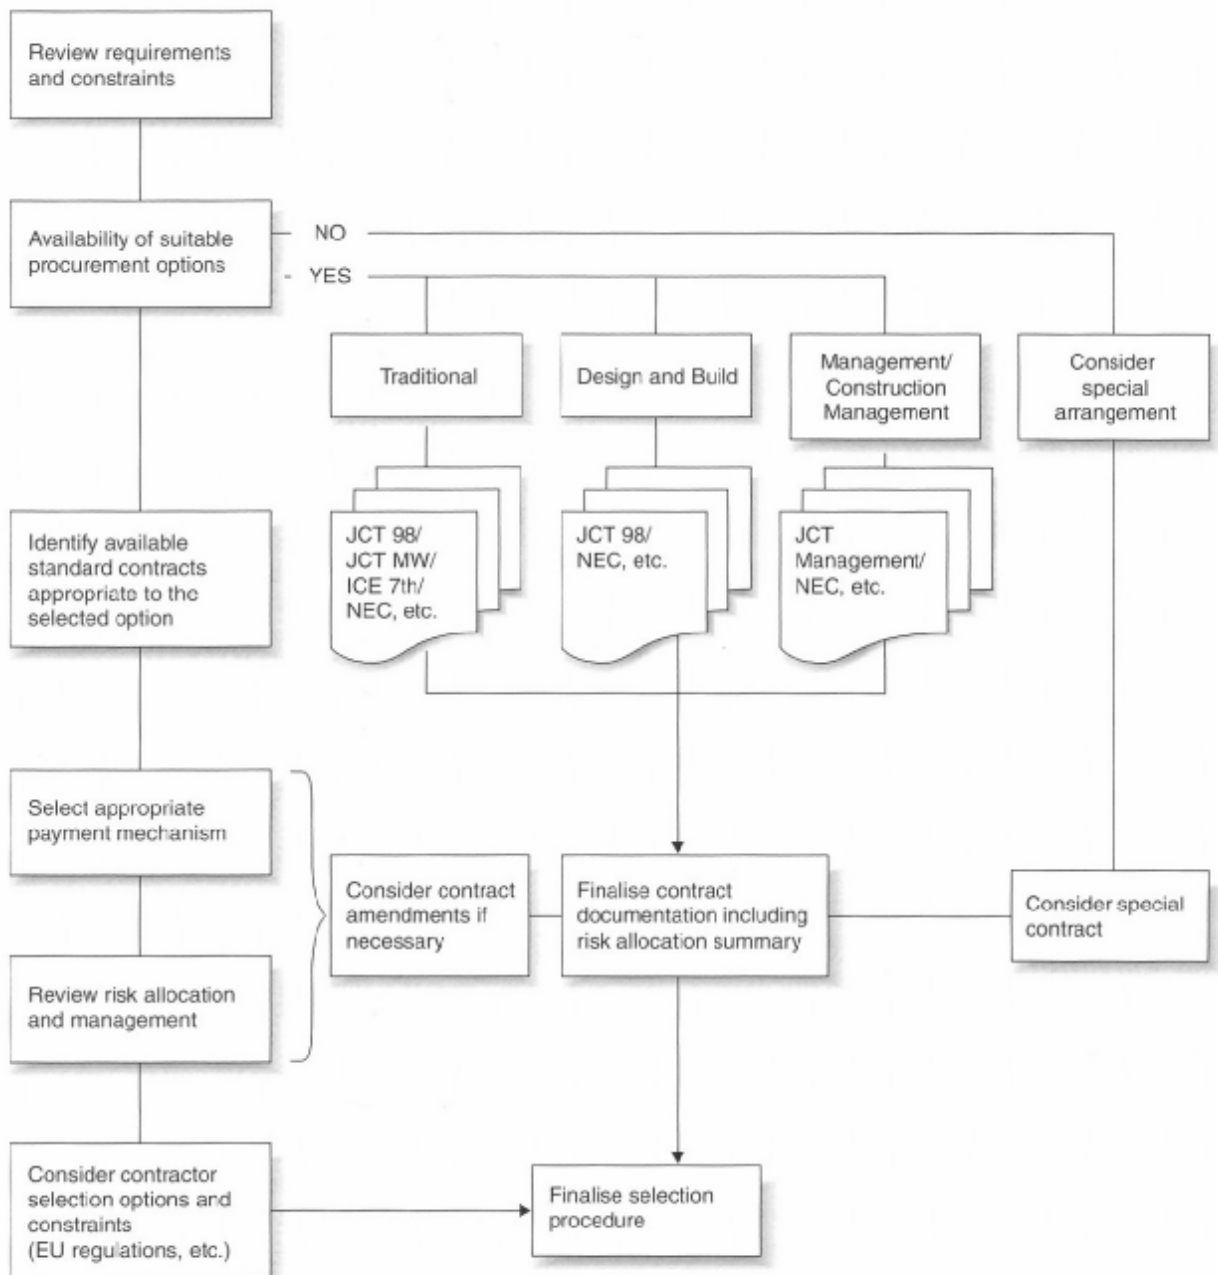 Review requirements
and constraints
Availability of suitable
procurement options
NO
YES
Traditional
Design and Build
Management/
Construction
Management
Consider
special
arrangement
Identify available
standard contracts
appropriate to the
selected option
JCT 98/
JCT MW/
ICE 7th/
NEC, etc.
JCT 98/
NEC, etc.
JCT
Management/
NEC, etc.
Select appropriate
payment mechanism
Consider contract
amendments if
necessary
Finalise contract
documentation including
risk allocation summary
Consider special
contract
Review risk allocation
and management
Consider contractor
selection options and
constraints
(EU regulations, etc.)
Finalise selection
procedure